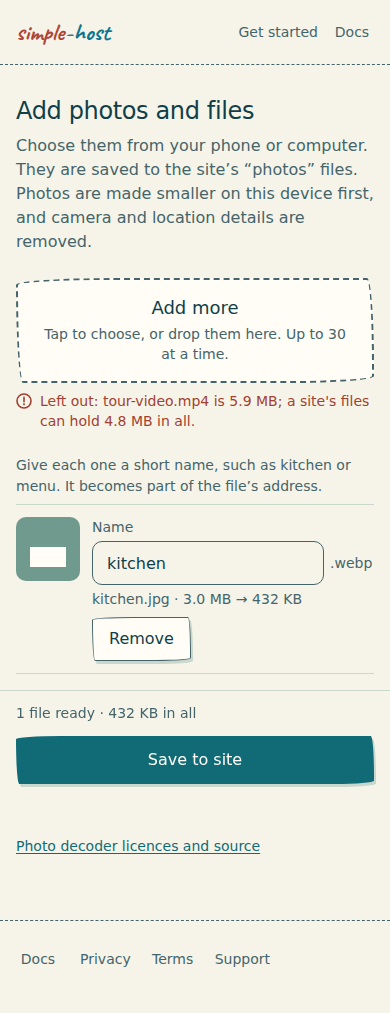 simple-host
Get started Docs
Add photos and files
Choose them from your phone or computer.
They are saved to the site's “photos” files.
Photos are made smaller on this device first,
and camera and location details are
removed.
Add more
Tap to choose, or drop them here. Up to 30
at a time.
Left out: tour-video.mp4 is 5.9 MB; a site's files
can hold 4.8 MB in all.
Give each one a short name, such as kitchen or
menu. It becomes part of the file’s address.
Name
kitchen .webp
kitchen.jpg · 3.0 MB → 432 KB
Remove
1 file ready · 432 KB in all
Save to site
Photo decoder licences and source
Docs Privacy Terms Support